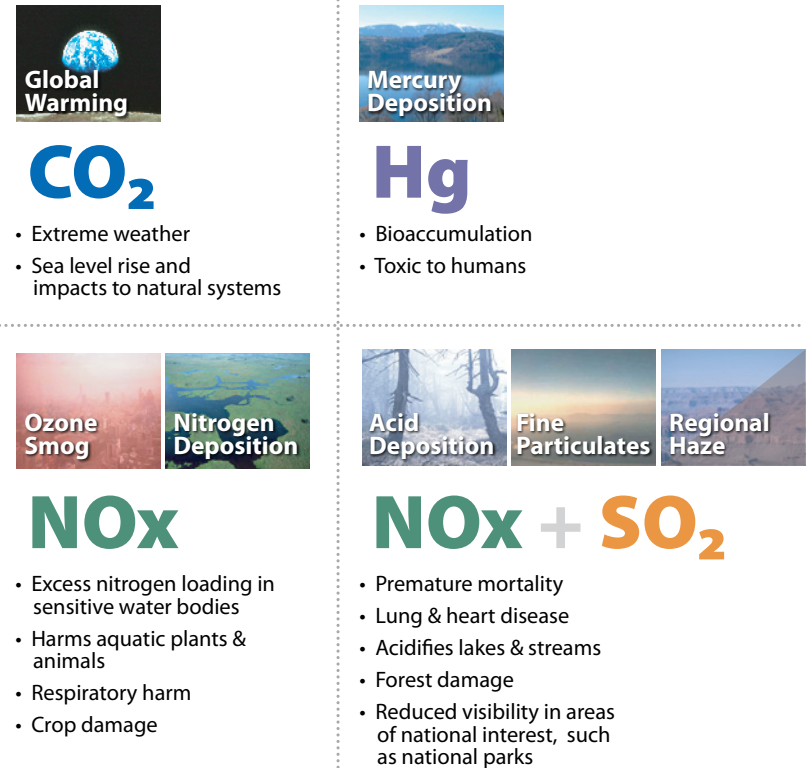 Global
Warming
CO₂
• Extreme weather
• Sea level rise and
impacts to natural systems
Mercury
Deposition
Hg
• Bioaccumulation
• Toxic to humans
Ozone
Smog
Nitrogen
Deposition
NOx
• Excess nitrogen loading in
sensitive water bodies
• Harms aquatic plants &
animals
• Respiratory harm
• Crop damage
Acid
Deposition
Fine
Particulates
Regional
Haze
NOx + SO₂
• Premature mortality
• Lung & heart disease
• Acidifies lakes & streams
• Forest damage
• Reduced visibility in areas
of national interest, such
as national parks